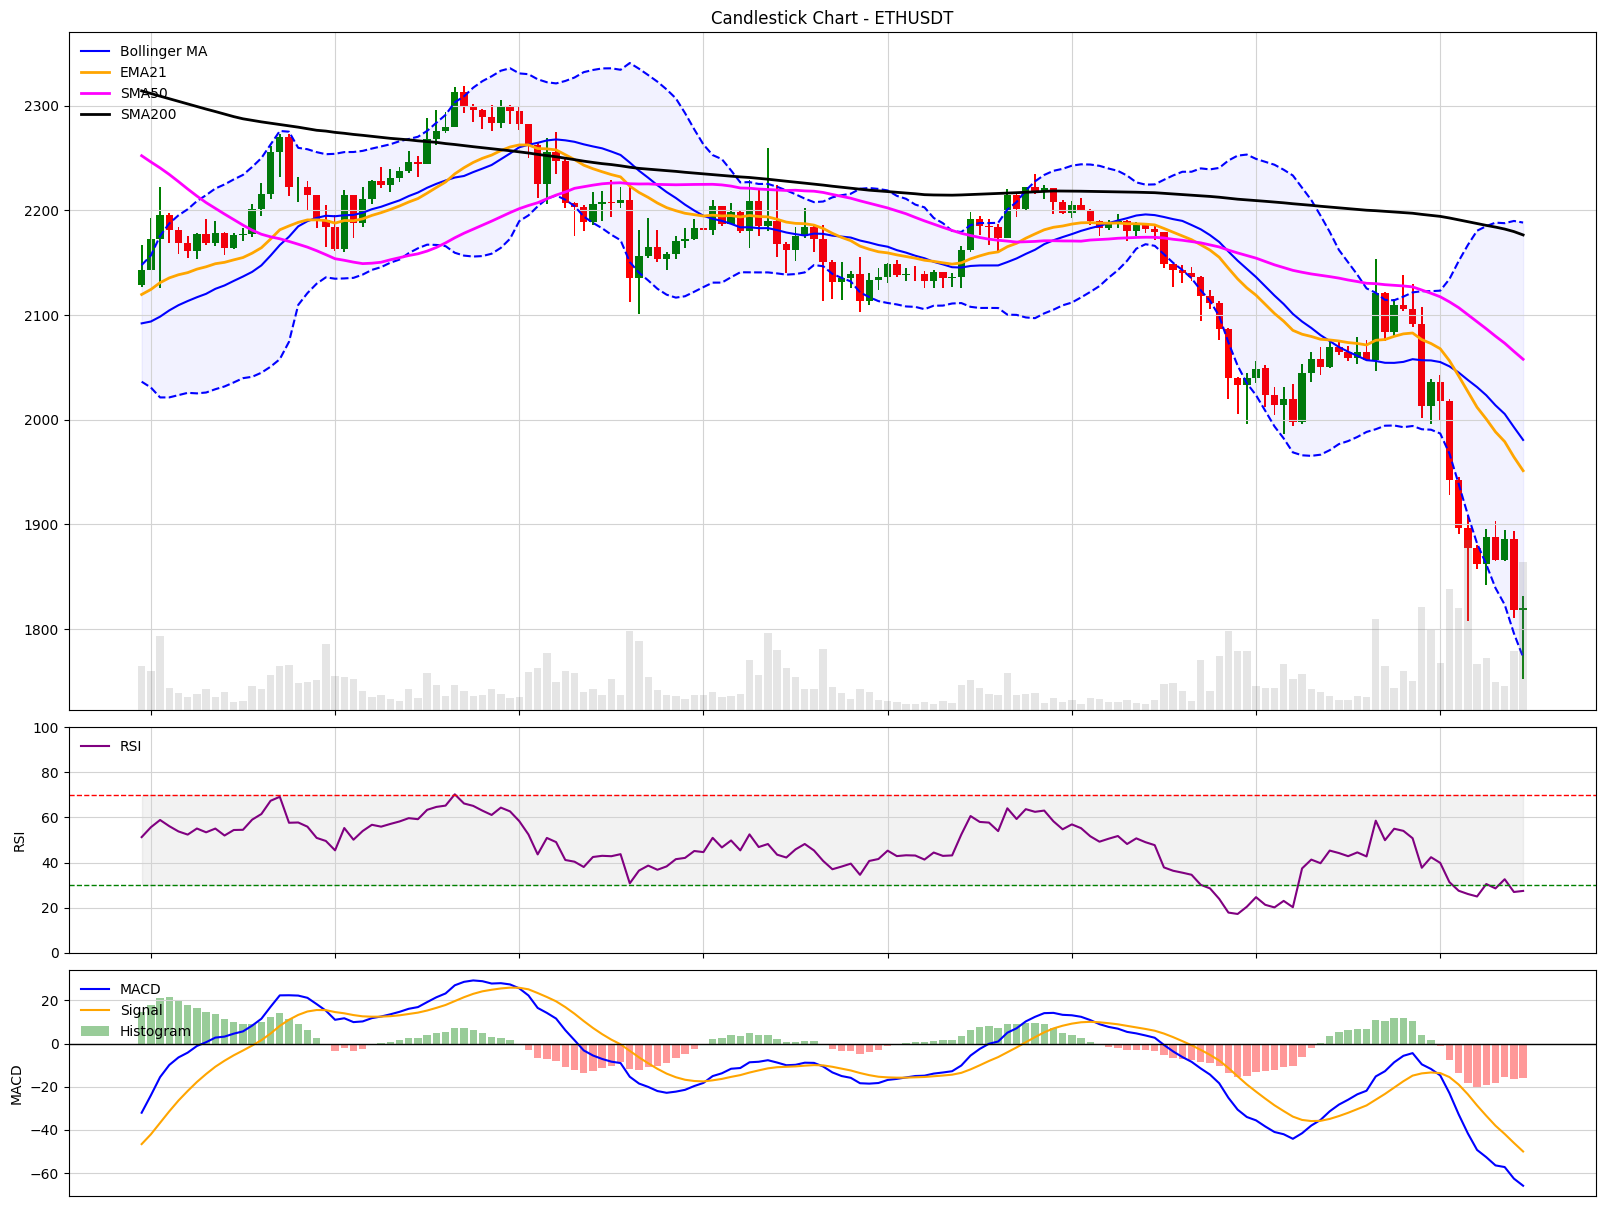 Candlestick Chart - ETHUSDT
Bollinger MA
EMA21
SMA50
SMA200
2300
2200
2100
2000
1900
1800
RSI
100
80
60
40
20
0
RSI
MACD
Signal
Histogram
20
0
−20
−40
−60
MACD